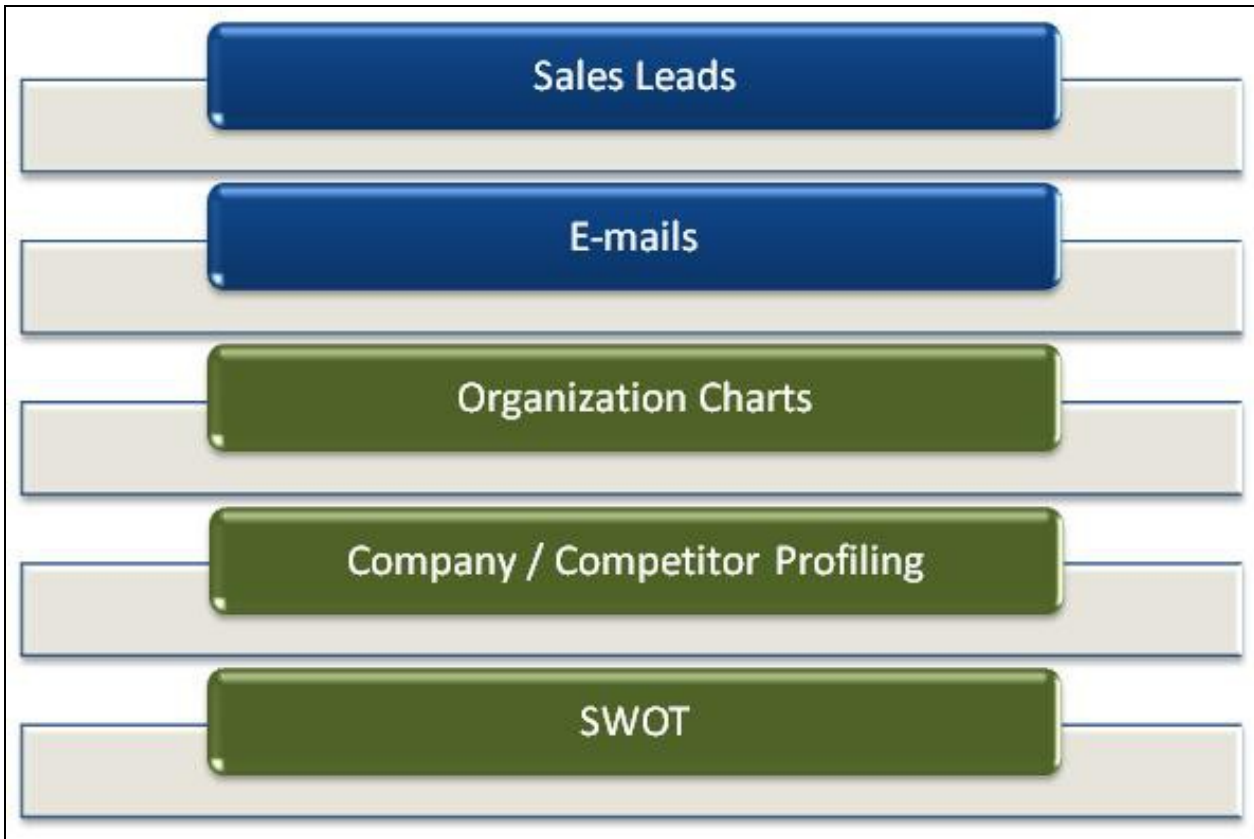 Sales Leads
E-mails
Organization Charts
Company / Competitor Profiling
SWOT